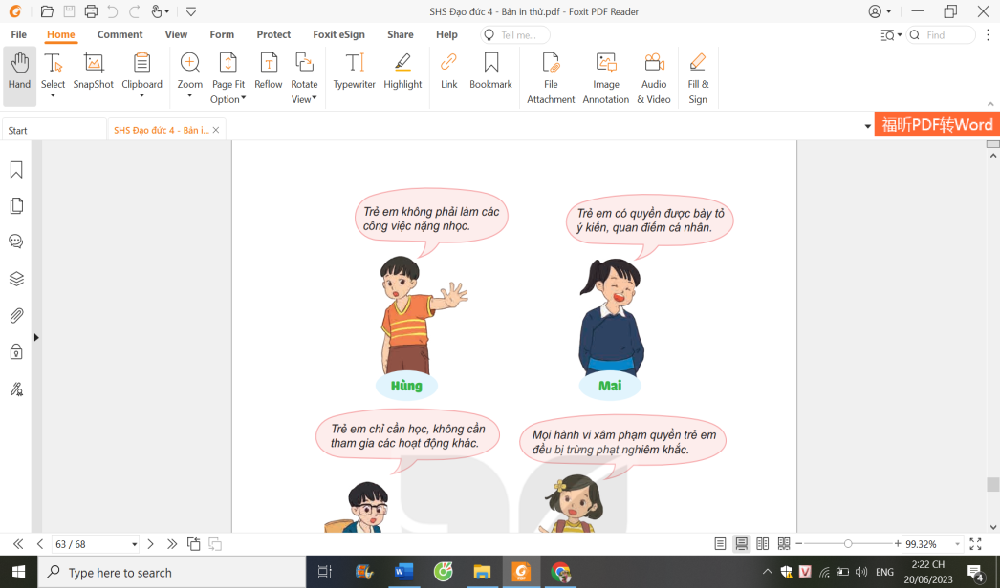 SHS Đạo đức 4 - Bản in thử.pdf - Foxit PDF Reader
File Home Comment View Form Protect Foxit eSign Share Help Tell me... Find
Hand
Select
SnapShot
Clipboard
Zoom
Page Fit
Option
Reflow
Rotate
View
Typewriter
Highlight
Link
Bookmark
File
Attachment
Image
Annotation
Audio
& Video
Fill &
Sign
Start
SHS Đạo đức 4 - Bản i...
福昕PDF转Word
Trẻ em không phải làm các
công việc nặng nhọc.
Trẻ em có quyền được bày tỏ
ý kiến, quan điểm cá nhân.
Hùng
Mai
Trẻ em chỉ cần học, không cần
tham gia các hoạt động khác.
Mọi hành vi xâm phạm quyền trẻ em
đều bị trừng phạt nghiêm khắc.
63 / 68
99.32%
Type here to search
ENG
2:22 CH
20/06/2023
4